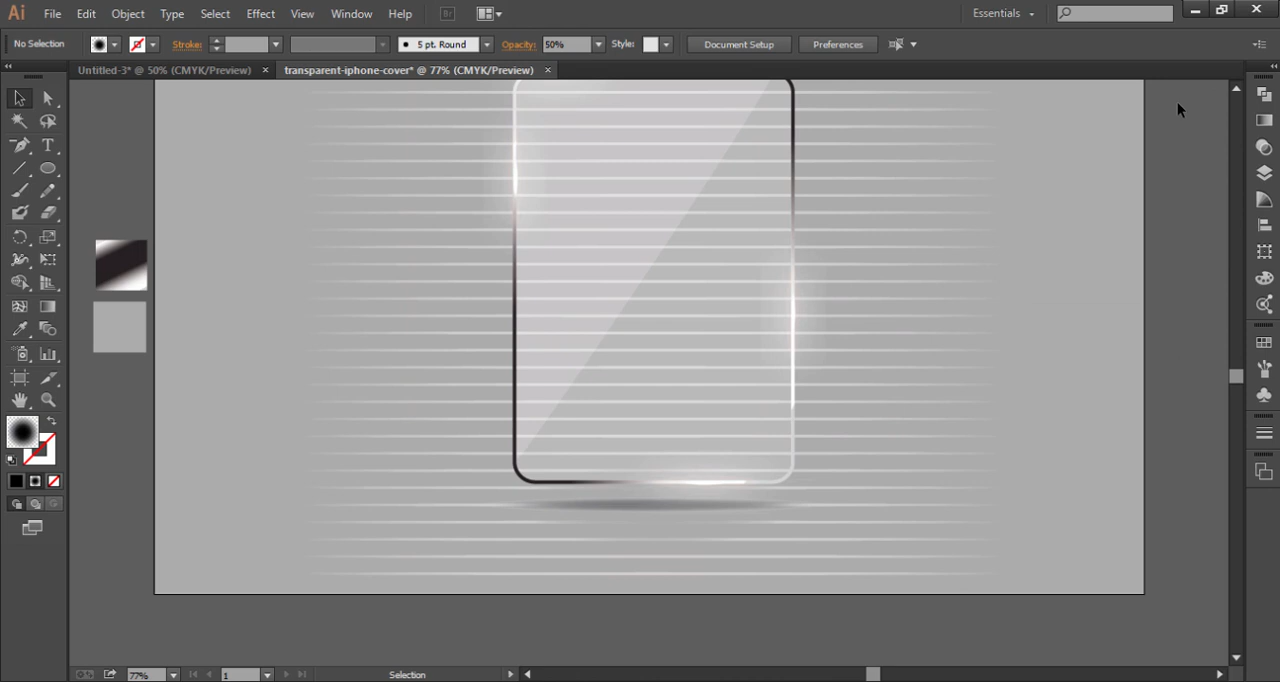 Ai File Edit Object Type Select Effect View Window Help Br Essentials
No Selection Stroke: 5 pt. Round Opacity: 50% Style: Document Setup Preferences
Untitled-3* @ 50% (CMYK/Preview) × transparent-iphone-cover* @ 77% (CMYK/Preview) ×
T
77% 1 Selection